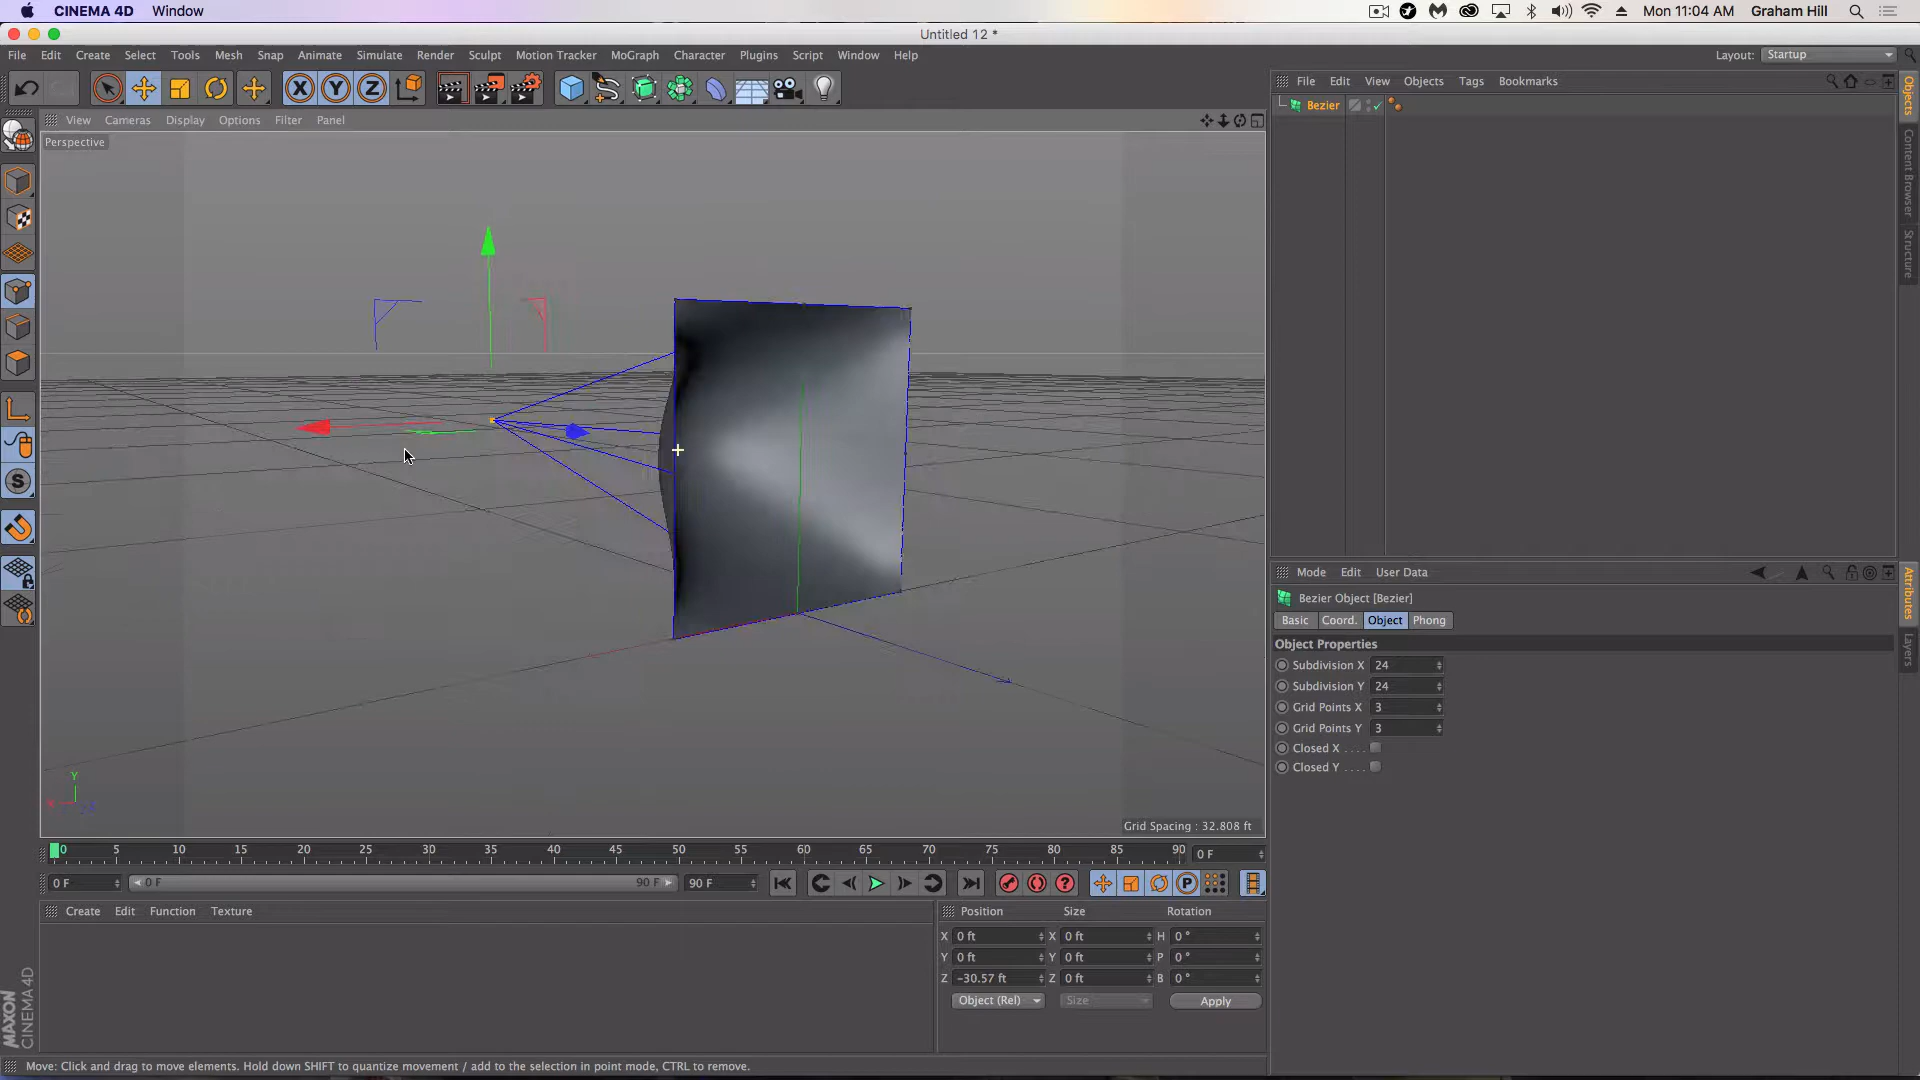 CINEMA 4D Window Mon 11:04 AM Graham Hill
Untitled 12 *
File Edit Create Select Tools Mesh Snap Animate Simulate Render Sculpt Motion Tracker MoGraph Character Plugins Script Window Help Layout: Startup
File Edit View Objects Tags Bookmarks
Bezier
View Cameras Display Options Filter Panel
Perspective
Objects
Content Browser
Structure
Mode Edit User Data
Bezier Object [Bezier]
Basic Coord. Object Phong
Object Properties
Subdivision X 24
Subdivision Y 24
Grid Points X 3
Grid Points Y 3
Closed X . . . .
Closed Y . . . .
Attributes
Layers
Y
X
Grid Spacing : 32.808 ft
0 5 10 15 20 25 30 35 40 45 50 55 60 65 70 75 80 85 90 0 F
0 F 0 F 90 F 90 F
Create Edit Function Texture
Position Size Rotation
X 0 ft X 0 ft H 0 °
Y 0 ft Y 0 ft P 0 °
Z -30.57 ft Z 0 ft B 0 °
Object (Rel) Size Apply
MAXON
CINEMA 4D
Move: Click and drag to move elements. Hold down SHIFT to quantize movement / add to the selection in point mode, CTRL to remove.